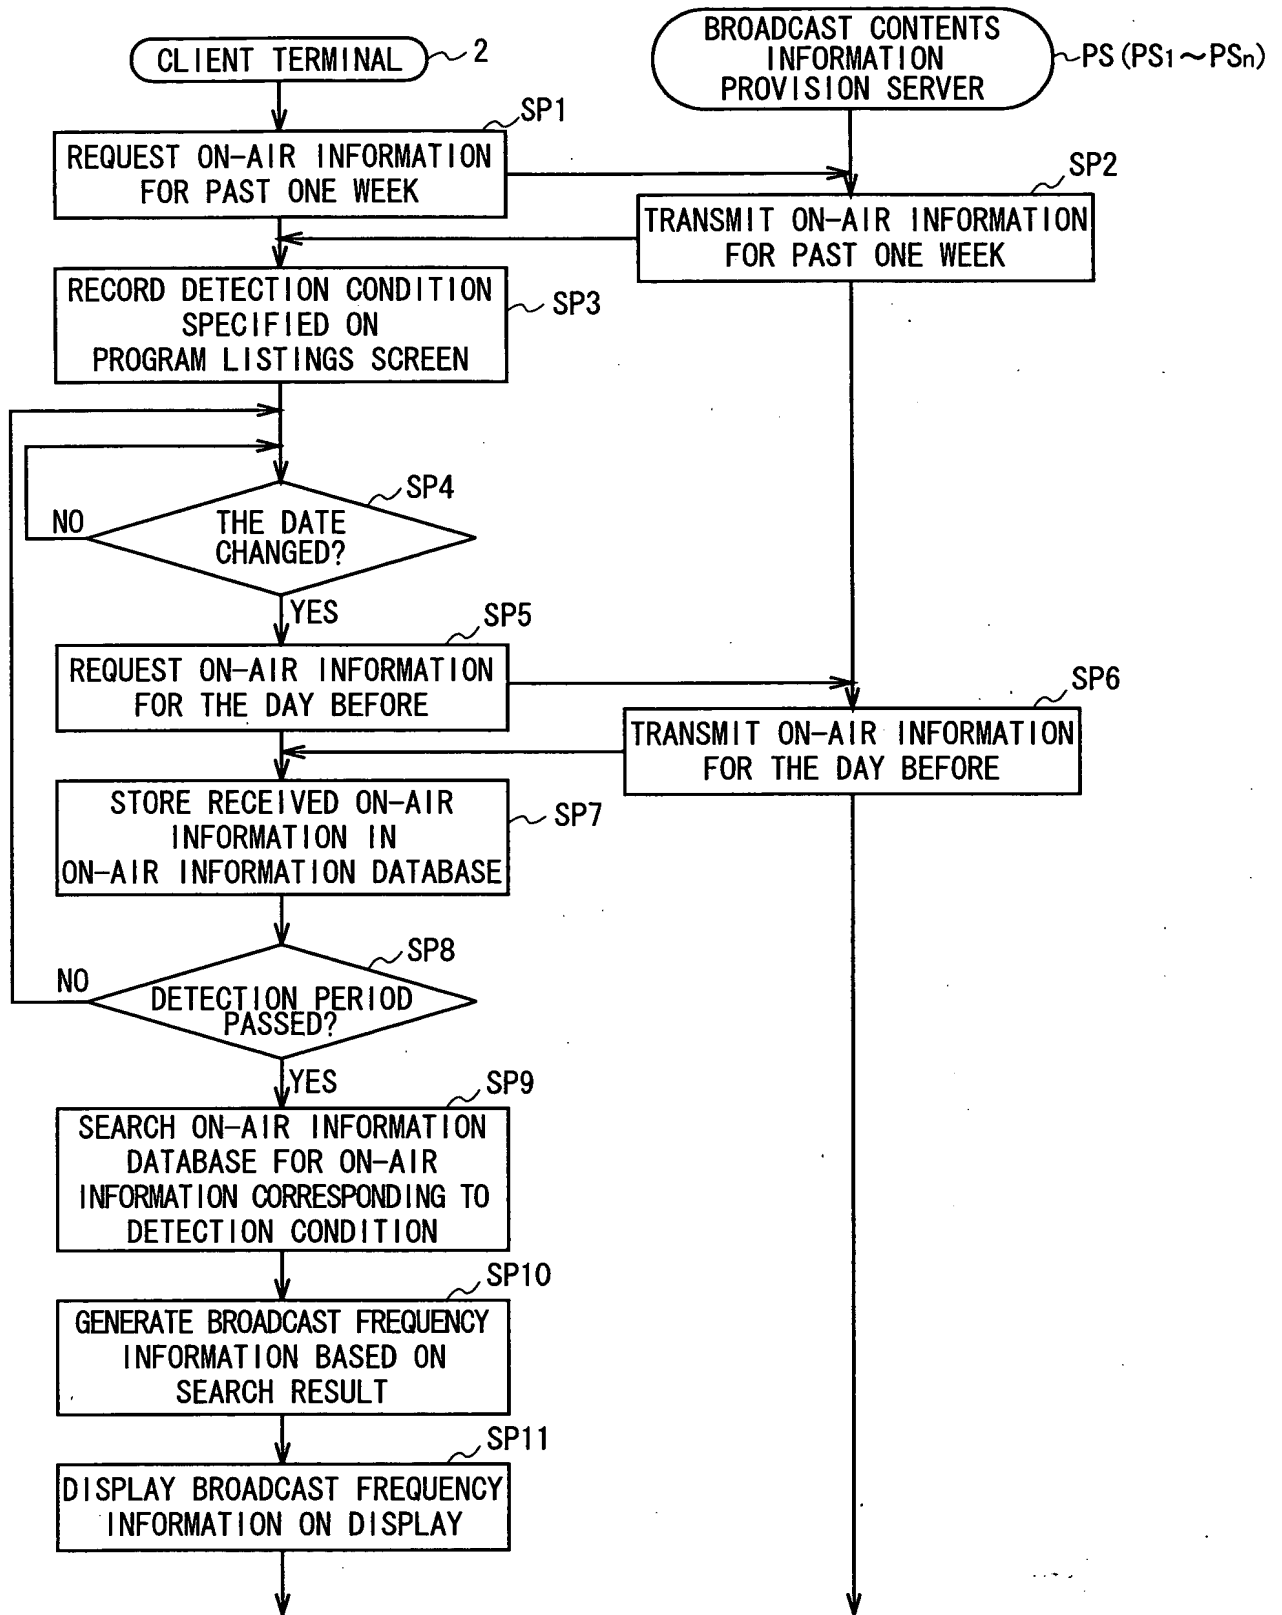 CLIENT TERMINAL
2
BROADCAST CONTENTS
INFORMATION
PROVISION SERVER
PS (PS1~PSn)
SP1
REQUEST ON-AIR INFORMATION
FOR PAST ONE WEEK
SP2
TRANSMIT ON-AIR INFORMATION
FOR PAST ONE WEEK
RECORD DETECTION CONDITION
SPECIFIED ON
PROGRAM LISTINGS SCREEN
SP3
SP4
NO
THE DATE
CHANGED?
YES
SP5
REQUEST ON-AIR INFORMATION
FOR THE DAY BEFORE
SP6
TRANSMIT ON-AIR INFORMATION
FOR THE DAY BEFORE
STORE RECEIVED ON-AIR
INFORMATION IN
ON-AIR INFORMATION DATABASE
SP7
SP8
NO
DETECTION PERIOD
PASSED?
YES
SP9
SEARCH ON-AIR INFORMATION
DATABASE FOR ON-AIR
INFORMATION CORRESPONDING TO
DETECTION CONDITION
SP10
GENERATE BROADCAST FREQUENCY
INFORMATION BASED ON
SEARCH RESULT
SP11
DISPLAY BROADCAST FREQUENCY
INFORMATION ON DISPLAY